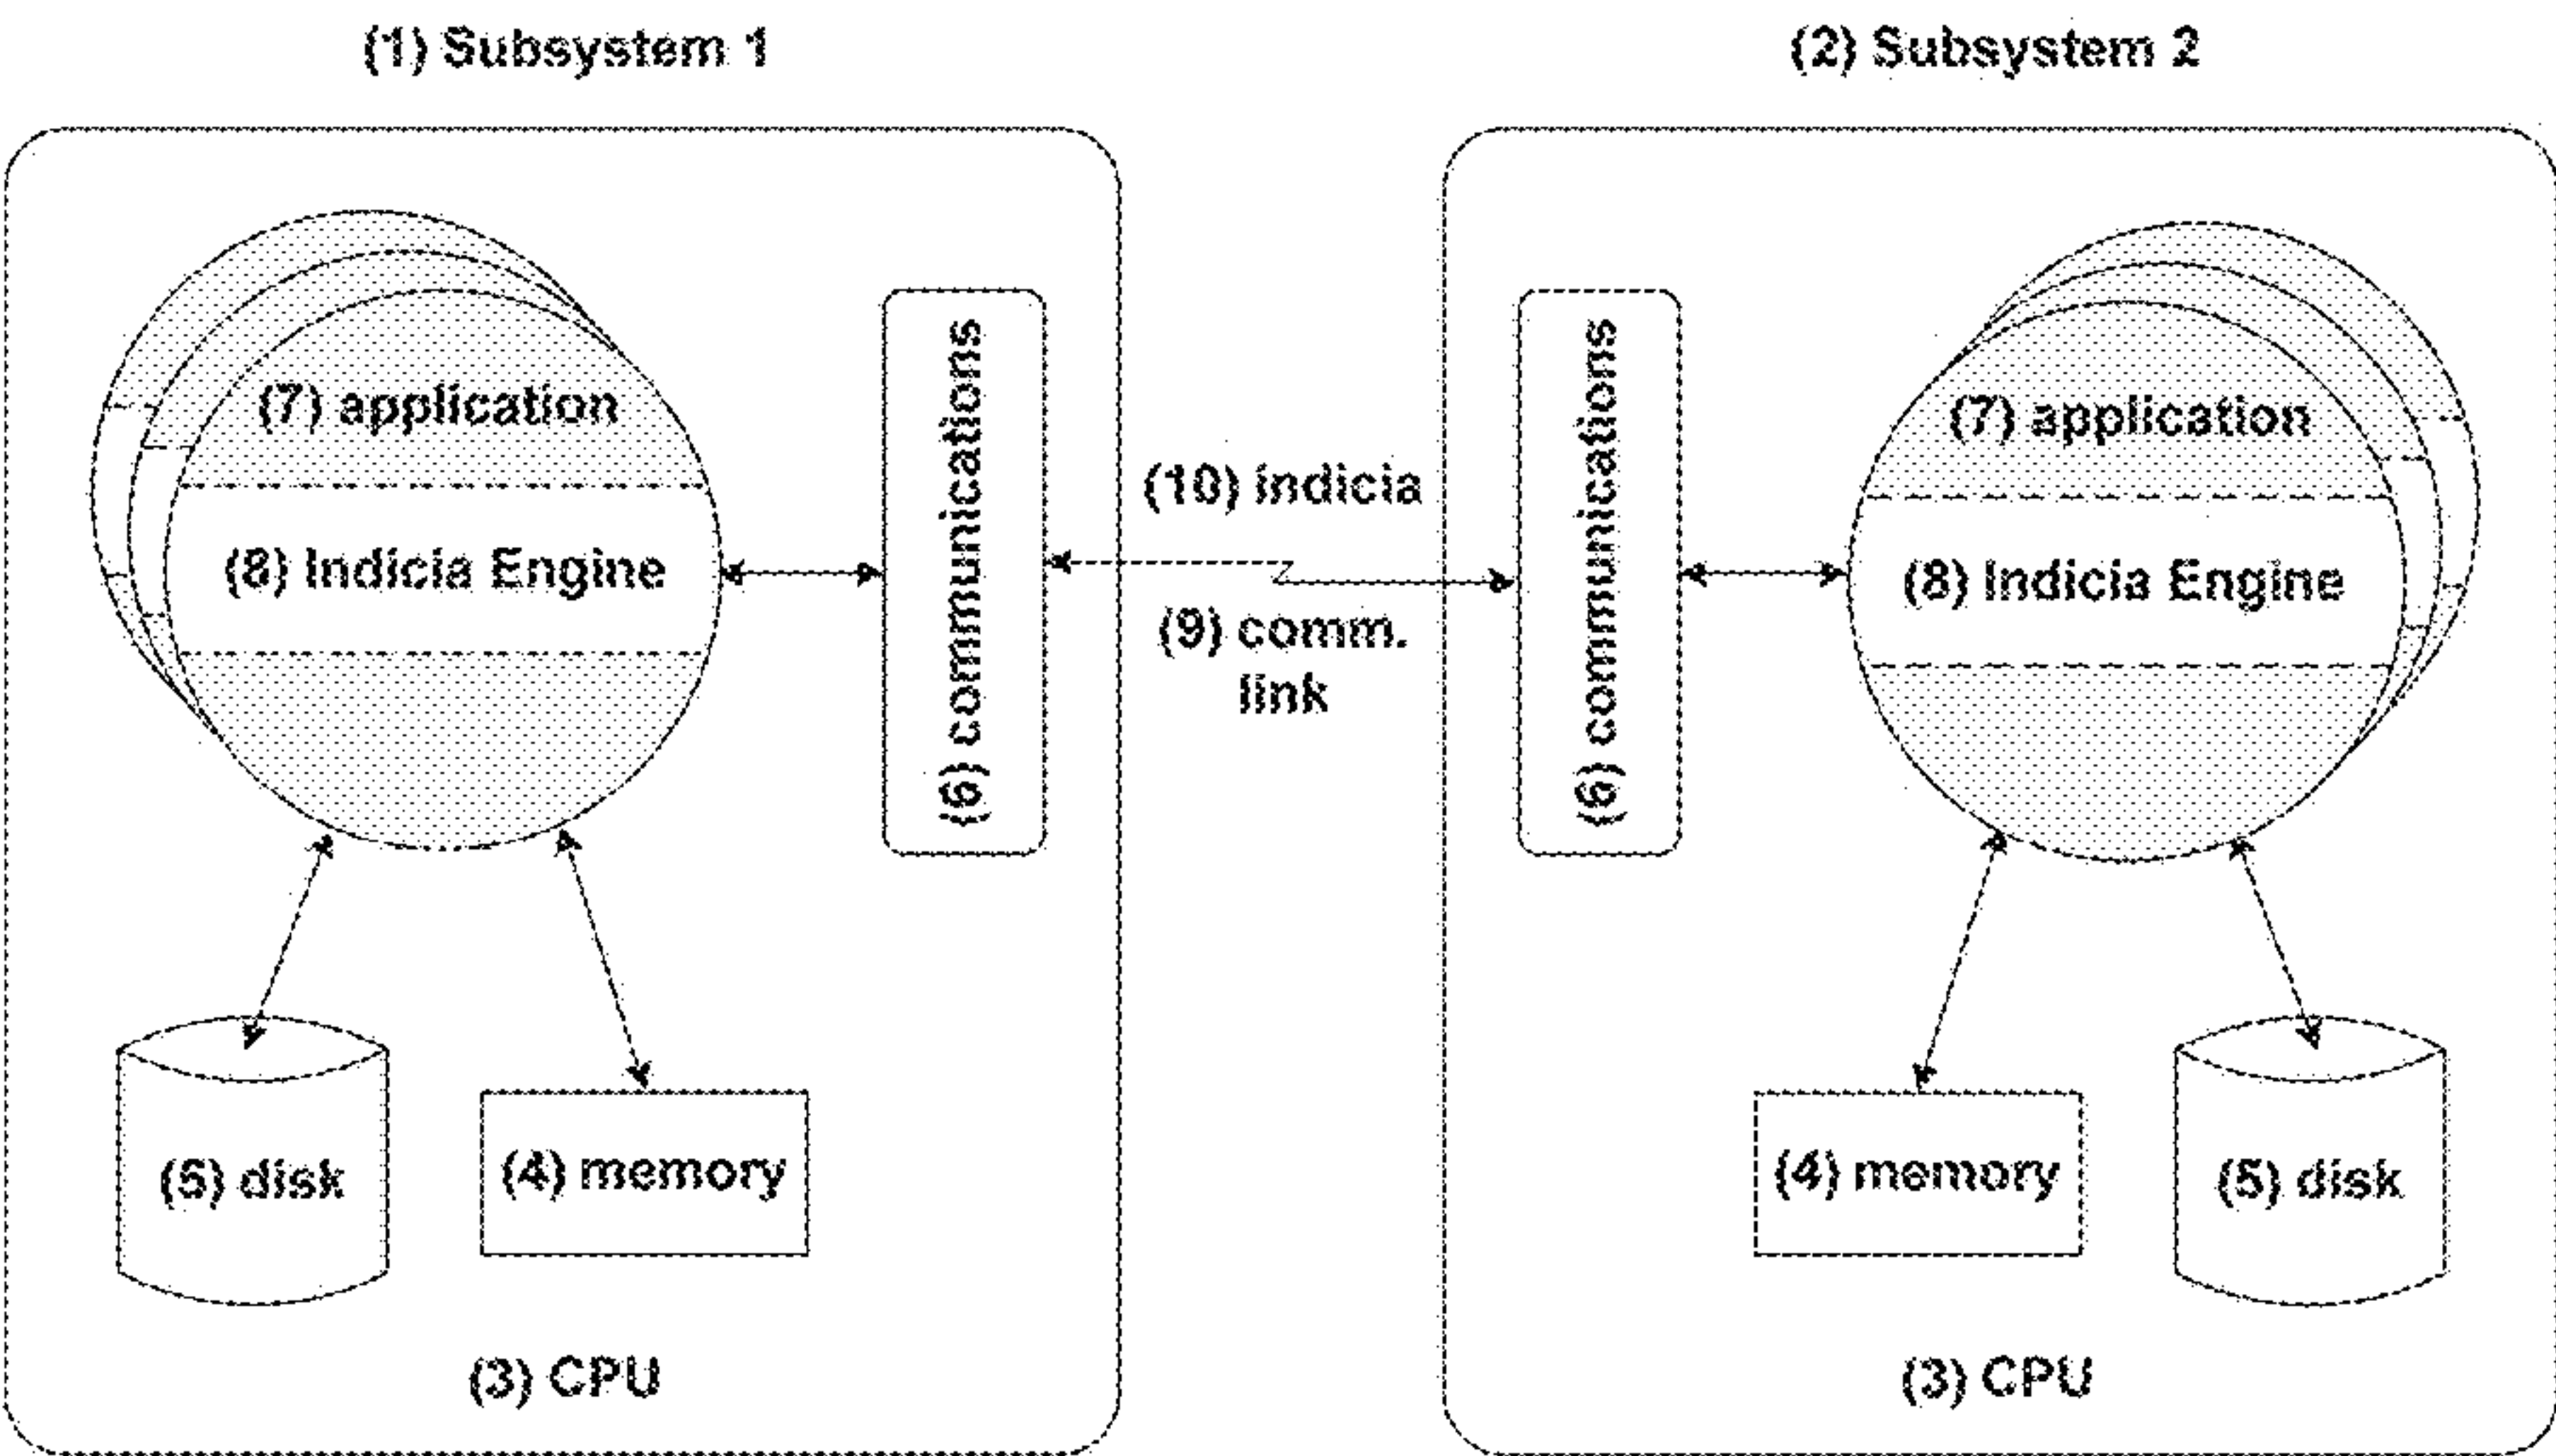 (1) Subsystem 1
(7) application
(8) Indicia Engine
(6) communications
(5) disk
(4) memory
(3) CPU
(10) indicia
(9) comm.
link
(2) Subsystem 2
(6) communications
(7) application
(8) Indicia Engine
(4) memory
(5) disk
(3) CPU